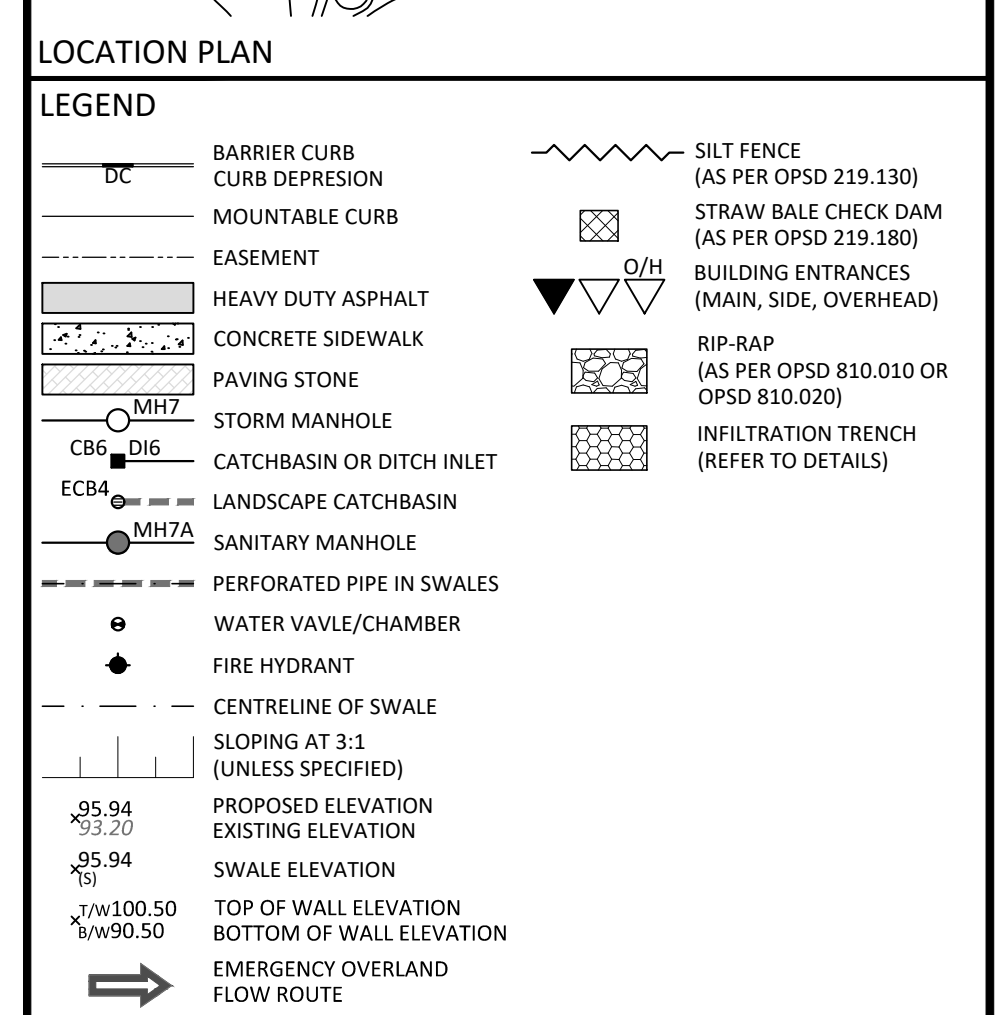 LOCATION PLAN
LEGEND
DC
BARRIER CURB
CURB DEPRESION
MOUNTABLE CURB
EASEMENT
HEAVY DUTY ASPHALT
CONCRETE SIDEWALK
PAVING STONE
MH7
STORM MANHOLE
CB6 DI6
CATCHBASIN OR DITCH INLET
ECB4
LANDSCAPE CATCHBASIN
MH7A
SANITARY MANHOLE
PERFORATED PIPE IN SWALES
WATER VAVLE/CHAMBER
FIRE HYDRANT
CENTRELINE OF SWALE
SLOPING AT 3:1
(UNLESS SPECIFIED)
95.94
93.20
PROPOSED ELEVATION
EXISTING ELEVATION
95.94
(S)
SWALE ELEVATION
T/W100.50
B/W90.50
TOP OF WALL ELEVATION
BOTTOM OF WALL ELEVATION
EMERGENCY OVERLAND
FLOW ROUTE
SILT FENCE
(AS PER OPSD 219.130)
STRAW BALE CHECK DAM
(AS PER OPSD 219.180)
O/H
BUILDING ENTRANCES
(MAIN, SIDE, OVERHEAD)
RIP-RAP
(AS PER OPSD 810.010 OR
OPSD 810.020)
INFILTRATION TRENCH
(REFER TO DETAILS)